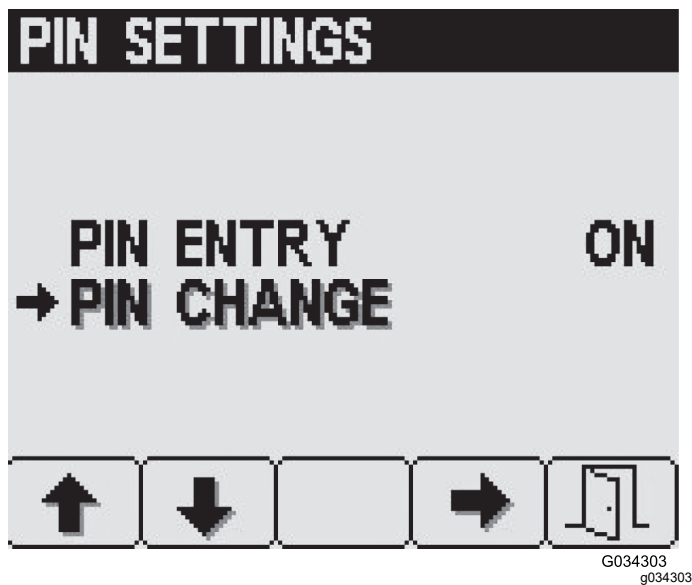 PIN SETTINGS
PIN ENTRY ON
PIN CHANGE
G034303
g034303